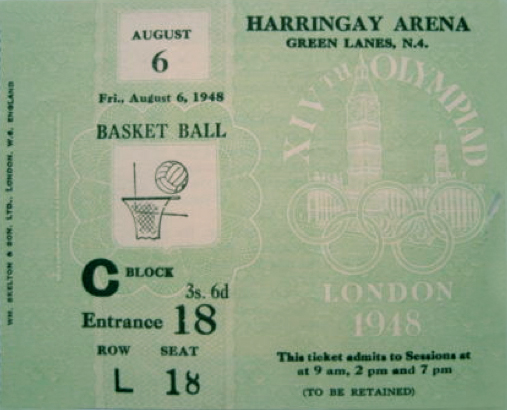 AUGUST
6
Fri., August 6, 1948
BASKET BALL
C BLOCK
3s. 6d
Entrance 18
ROW SEAT
L 18
HARRINGAY ARENA
GREEN LANES, N.4.
XIVTH OLYMPIAD
LONDON
1948
This ticket admits to Sessions at
at 9 am, 2 pm and 7 pm
(TO BE RETAINED)
WM. SKELTON & SON. LTD., LONDON. W.6. ENGLAND